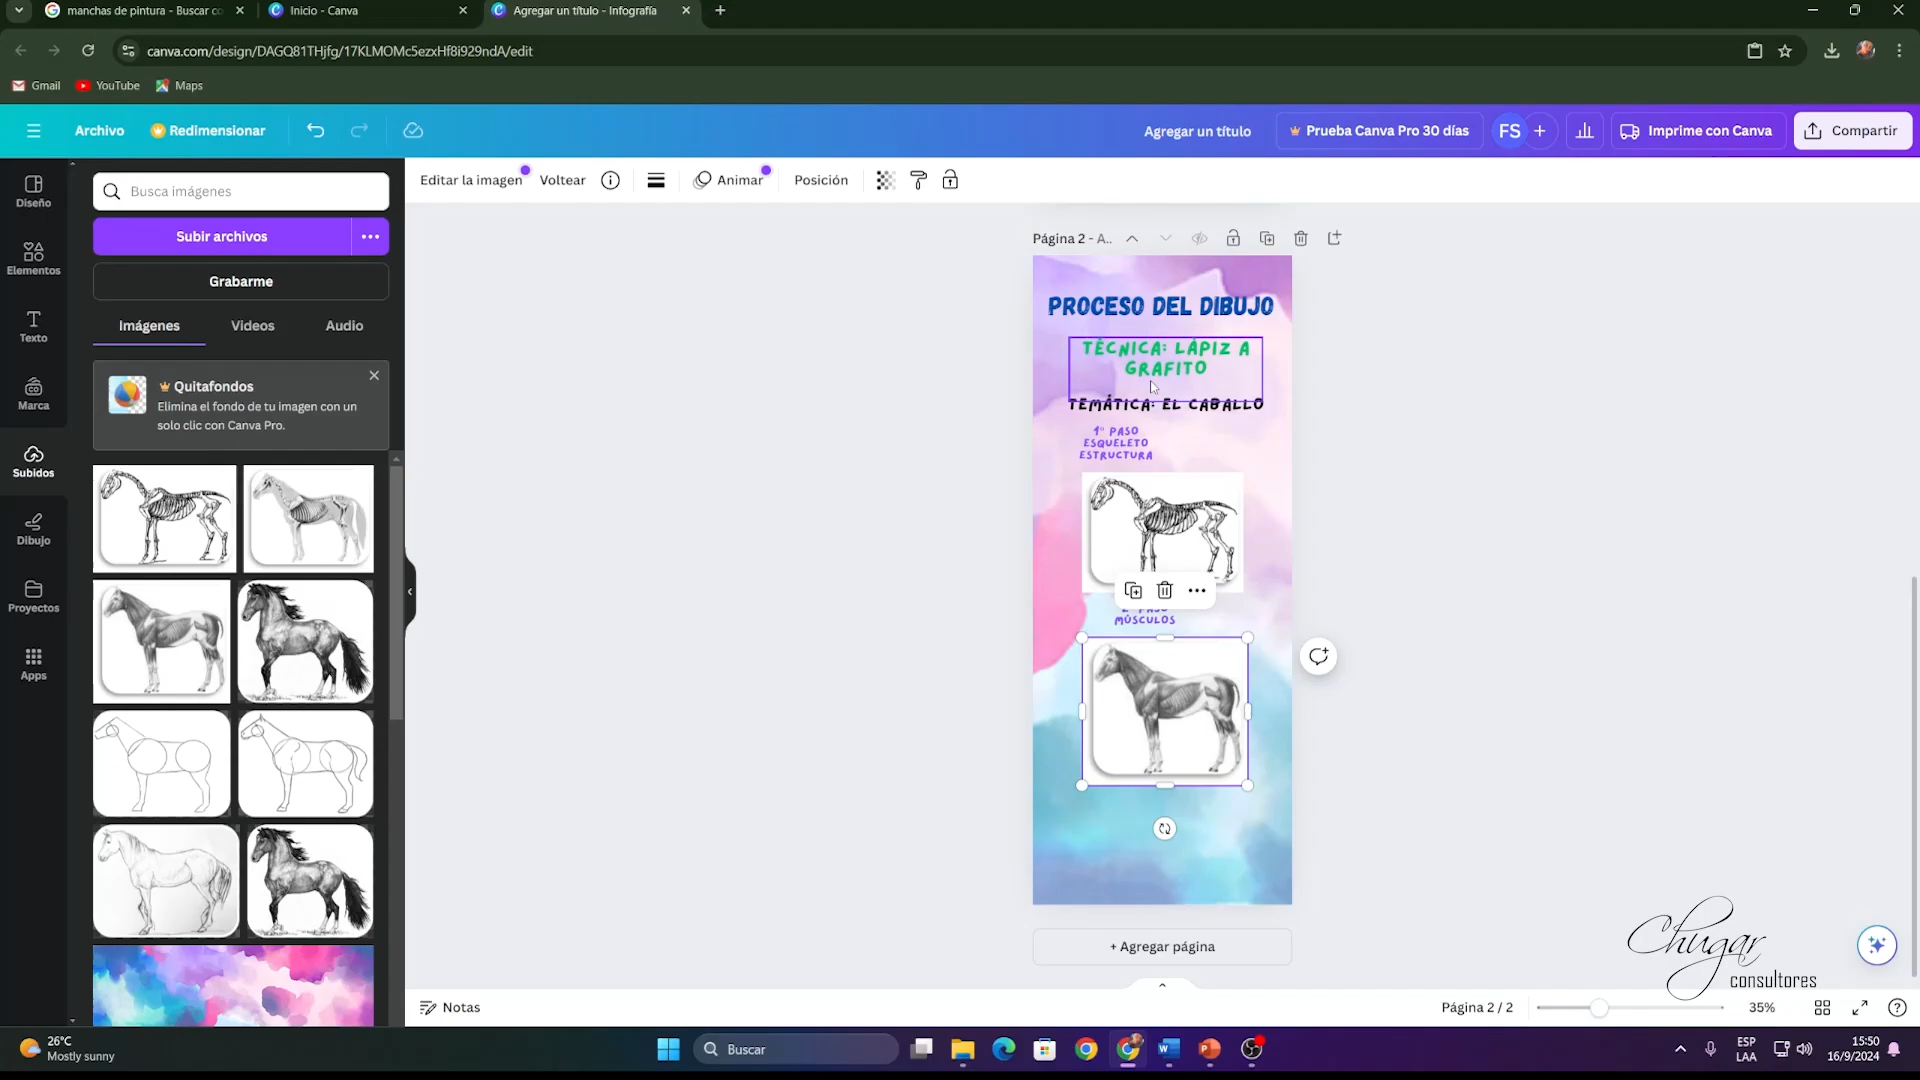 manchas de pintura - Buscar co
Inicio - Canva
Agregar un título - Infografía
canva.com/design/DAGQ81THjfg/17KLMOMc5ezxHf8i929ndA/edit
Gmail
YouTube
Maps
Archivo
Redimensionar
Agregar un título
Prueba Canva Pro 30 días
FS
Imprime con Canva
Compartir
Diseño
Elementos
Texto
Marca
Subidos
Dibujo
Proyectos
Apps
Busca imágenes
Subir archivos
Grabarme
Imágenes
Videos
Audio
Quitafondos
Elimina el fondo de tu imagen con un
solo clic con Canva Pro.
Editar la imagen
Voltear
Animar
Posición
Página 2 - A..
PROCESO DEL DIBUJO
TÉCNICA: LÁPIZ A
GRAFITO
TEMÁTICA: EL CABALLO
1º PASO
ESQUELETO
ESTRUCTURA
2º PASO
MÚSCULOS
+ Agregar página
Chugar
consultores
Notas
Página 2 / 2
35%
26°C
Mostly sunny
Buscar
ESP
LAA
15:50
16/9/2024